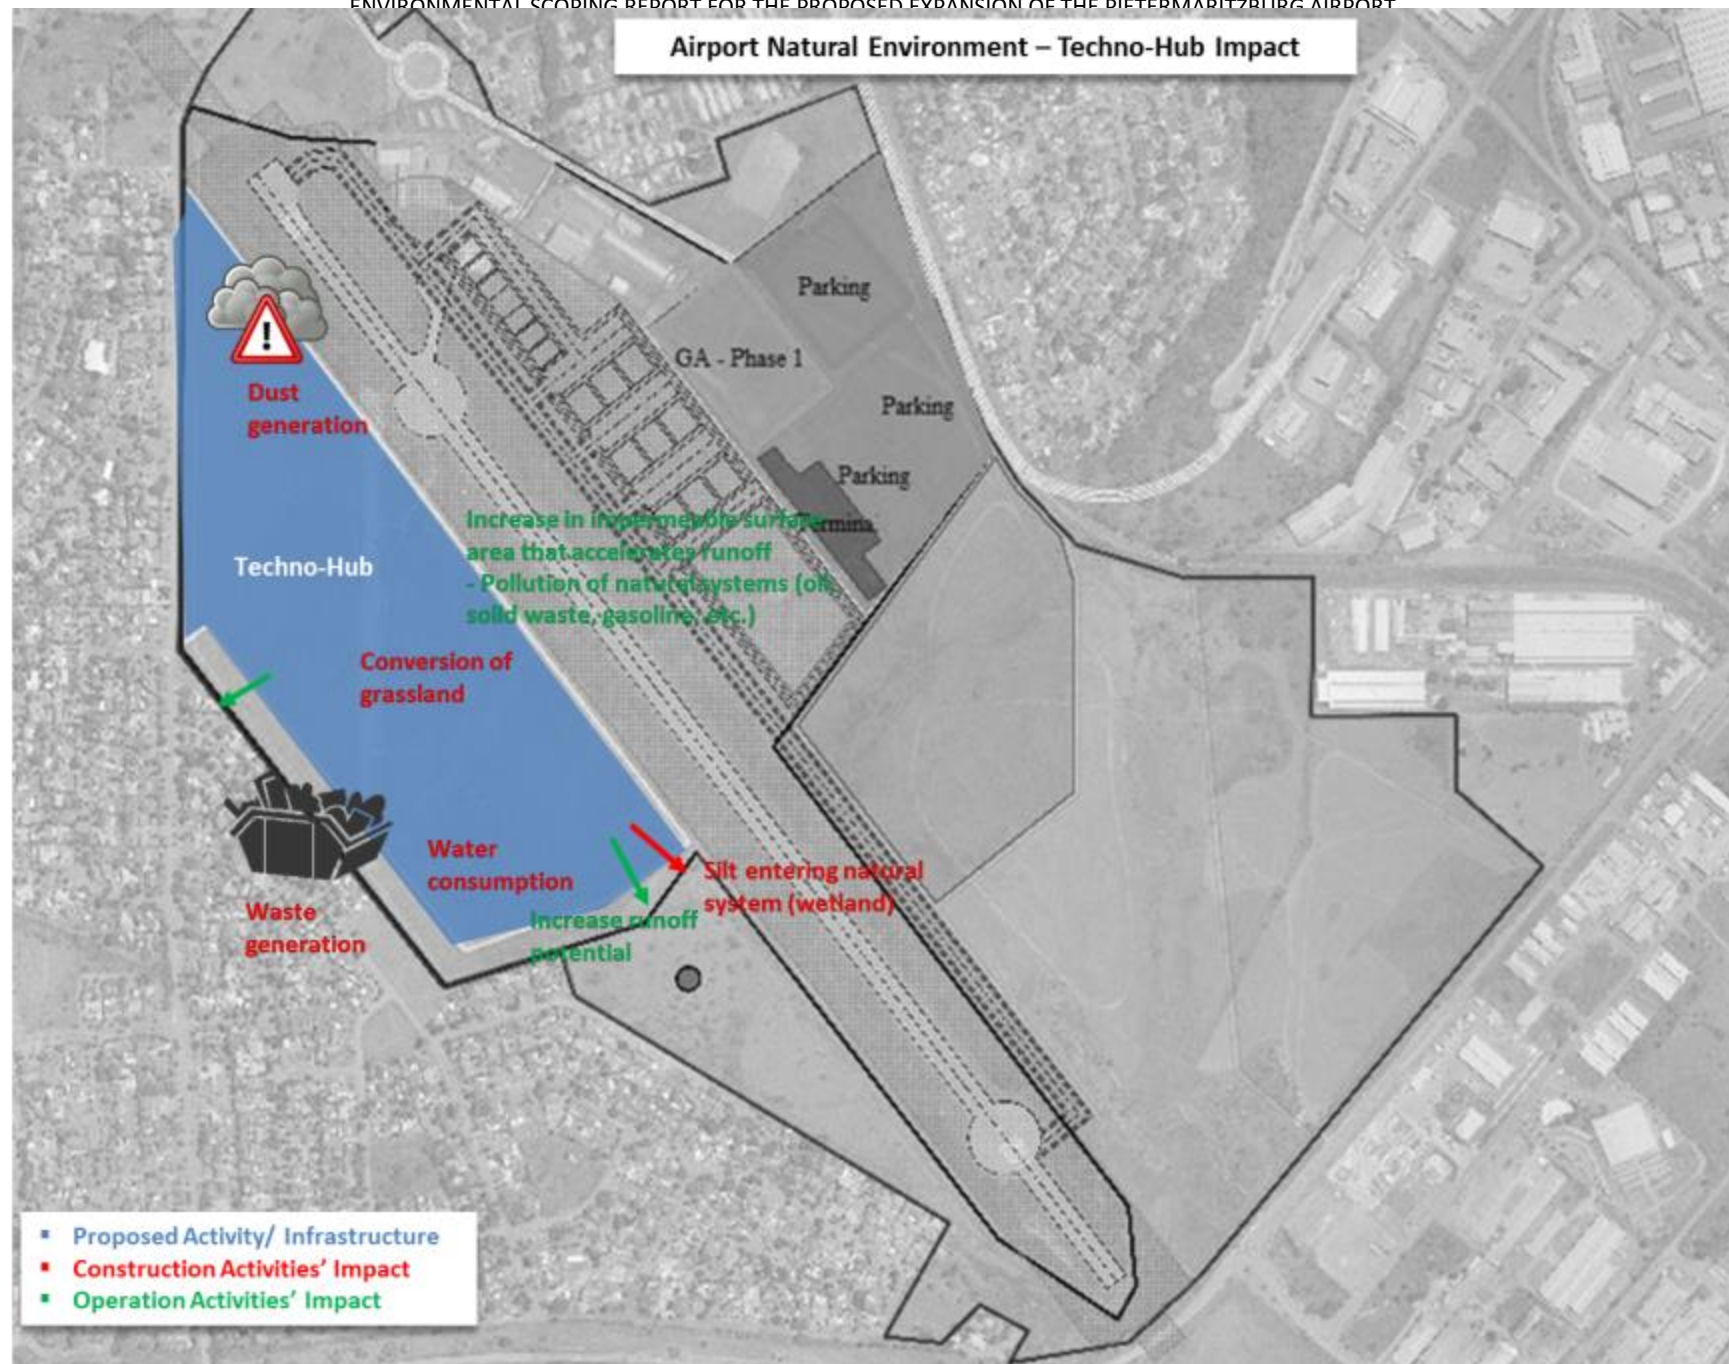 ENVIRONMENTAL SCOPING REPORT FOR THE PROPOSED EXPANSION OF THE PIETERMARITZBURG AIRPORT
Airport Natural Environment – Techno-Hub Impact
Parking
GA - Phase 1
Parking
Parking
Termina
Dust
generation
Increase in impermeable surface
area that accelerates runoff
- Pollution of natural systems (oil,
solid waste, gasoline, etc.)
Techno-Hub
Conversion of
grassland
Water
consumption
Silt entering natural
system (wetland)
Waste
generation
Increase runoff
potential
▪ Proposed Activity/ Infrastructure
▪ Construction Activities’ Impact
▪ Operation Activities’ Impact